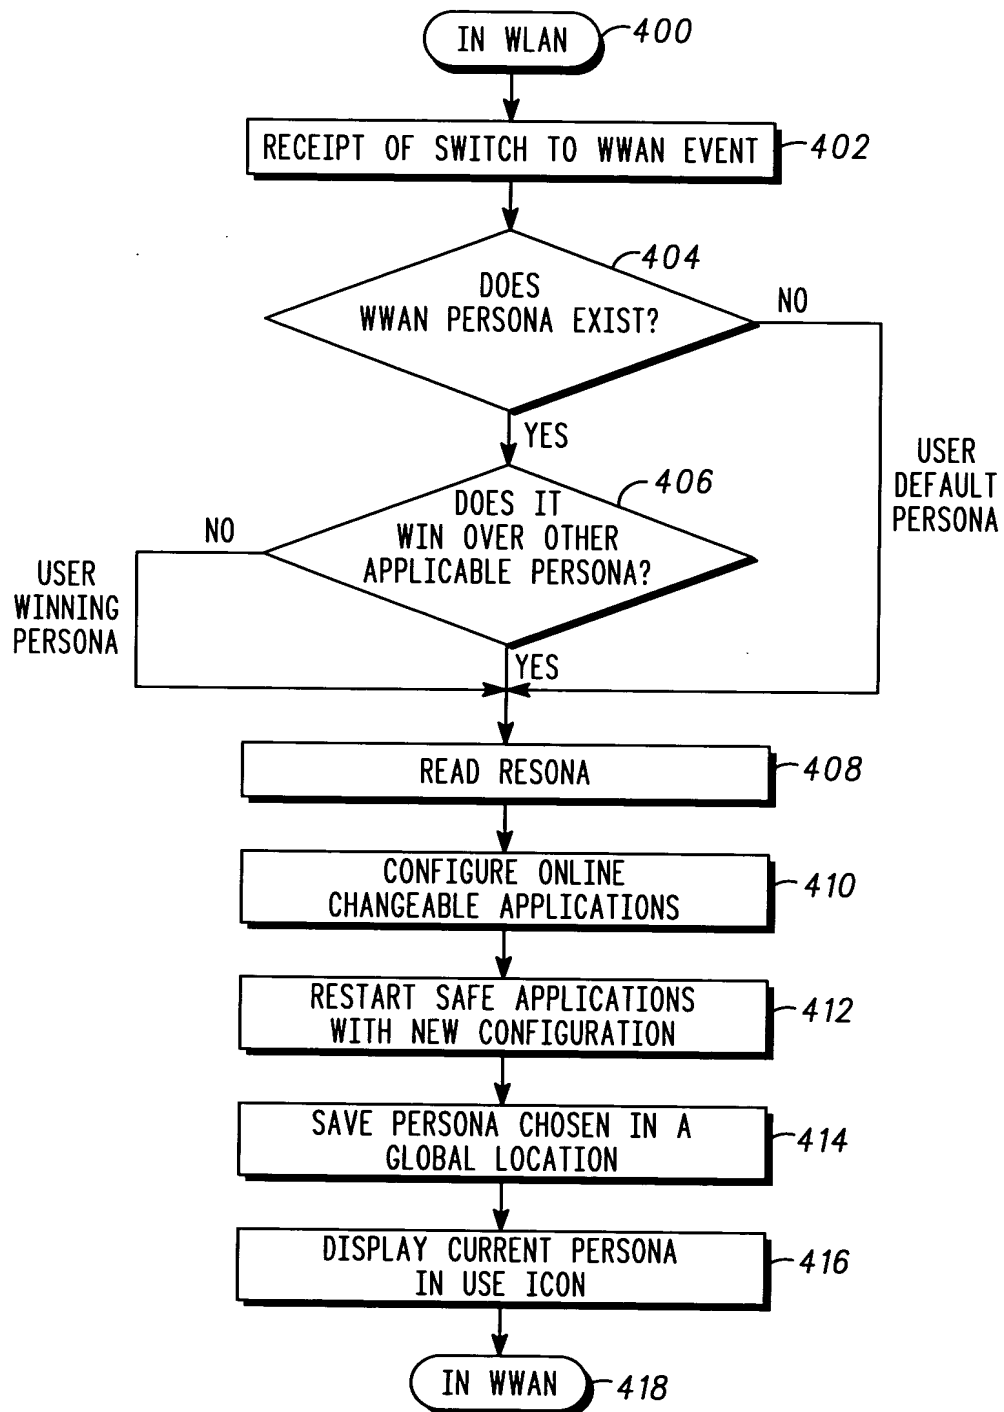 IN WLAN
400
RECEIPT OF SWITCH TO WWAN EVENT
402
404
DOES
WWAN PERSONA EXIST?
NO
YES
USER
DEFAULT
PERSONA
406
DOES IT
WIN OVER OTHER
APPLICABLE PERSONA?
NO
USER
WINNING
PERSONA
YES
READ RESONA
408
CONFIGURE ONLINE
CHANGEABLE APPLICATIONS
410
RESTART SAFE APPLICATIONS
WITH NEW CONFIGURATION
412
SAVE PERSONA CHOSEN IN A
GLOBAL LOCATION
414
DISPLAY CURRENT PERSONA
IN USE ICON
416
IN WWAN
418